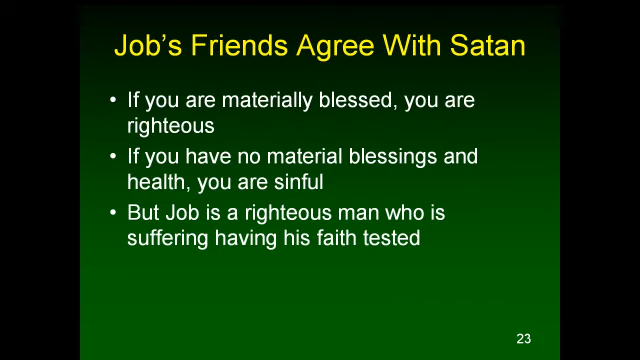 Job's Friends Agree With Satan
• If you are materially blessed, you are
righteous
• If you have no material blessings and
health, you are sinful
• But Job is a righteous man who is
suffering having his faith tested
23